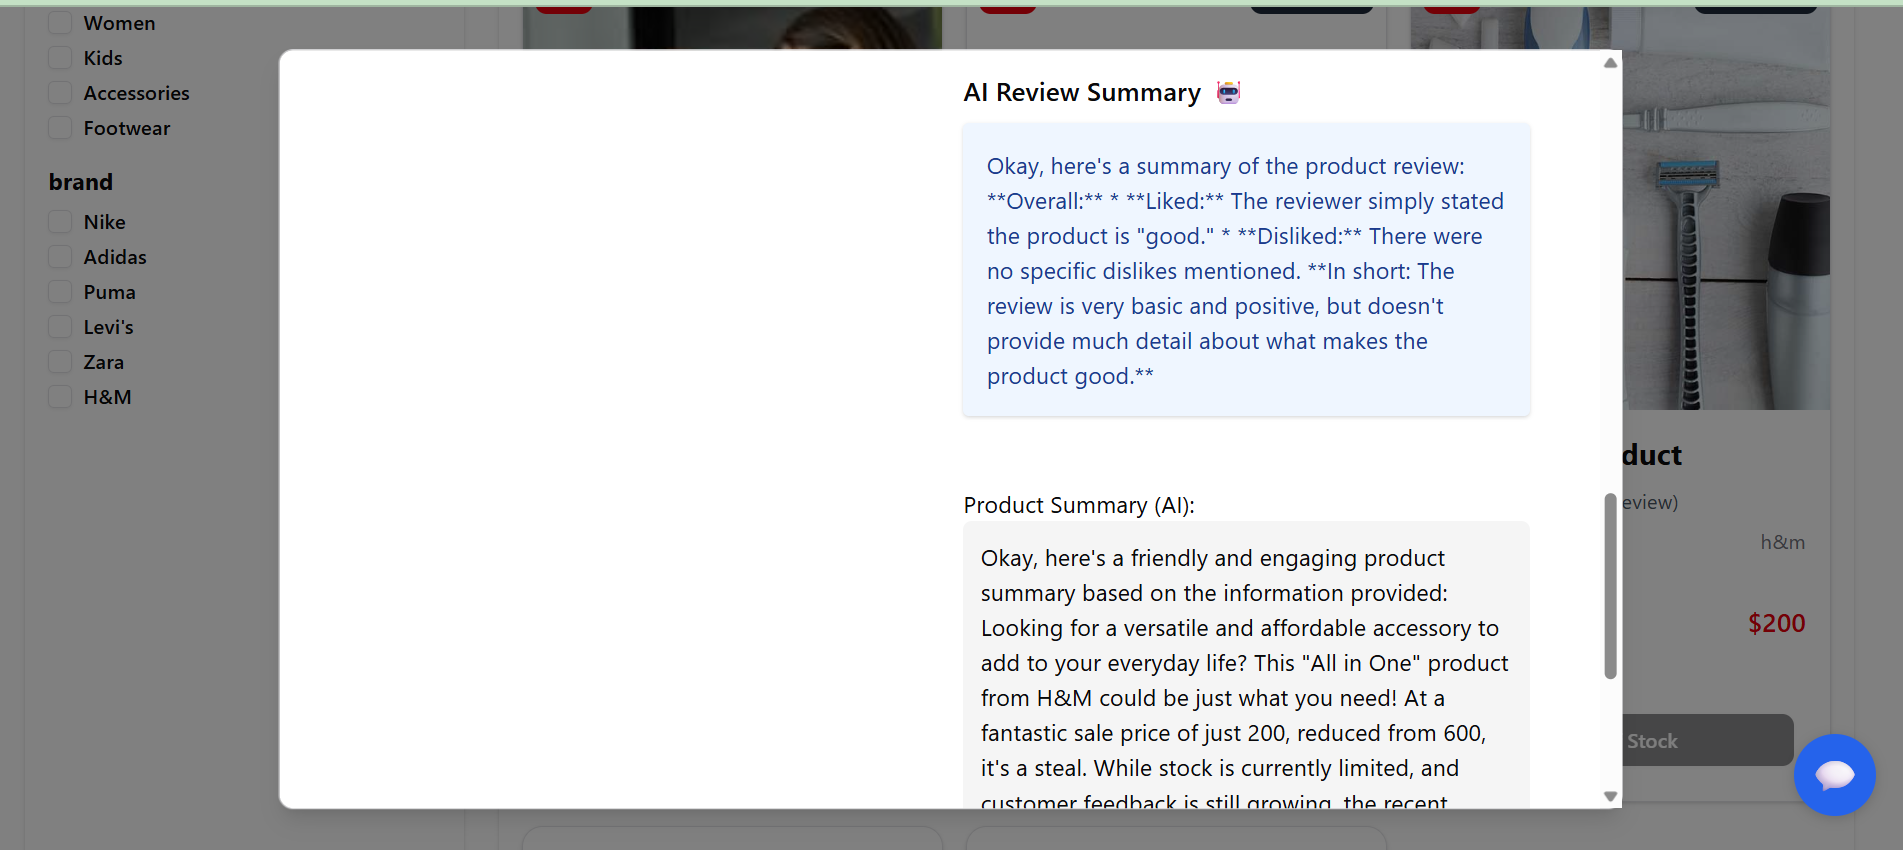 Women
Kids
Accessories
Footwear
brand
Nike
Adidas
Puma
Levi's
Zara
H&M
AI Review Summary
Okay, here's a summary of the product review:
**Overall:** * **Liked:** The reviewer simply stated
the product is "good." * **Disliked:** There were
no specific dislikes mentioned. **In short: The
review is very basic and positive, but doesn't
provide much detail about what makes the
product good.**
Product Summary (AI):
Okay, here's a friendly and engaging product
summary based on the information provided:
Looking for a versatile and affordable accessory to
add to your everyday life? This "All in One" product
from H&M could be just what you need! At a
fantastic sale price of just 200, reduced from 600,
it's a steal. While stock is currently limited, and
customer feedback is still growing, the recent
duct
eview)
h&m
$200
Stock